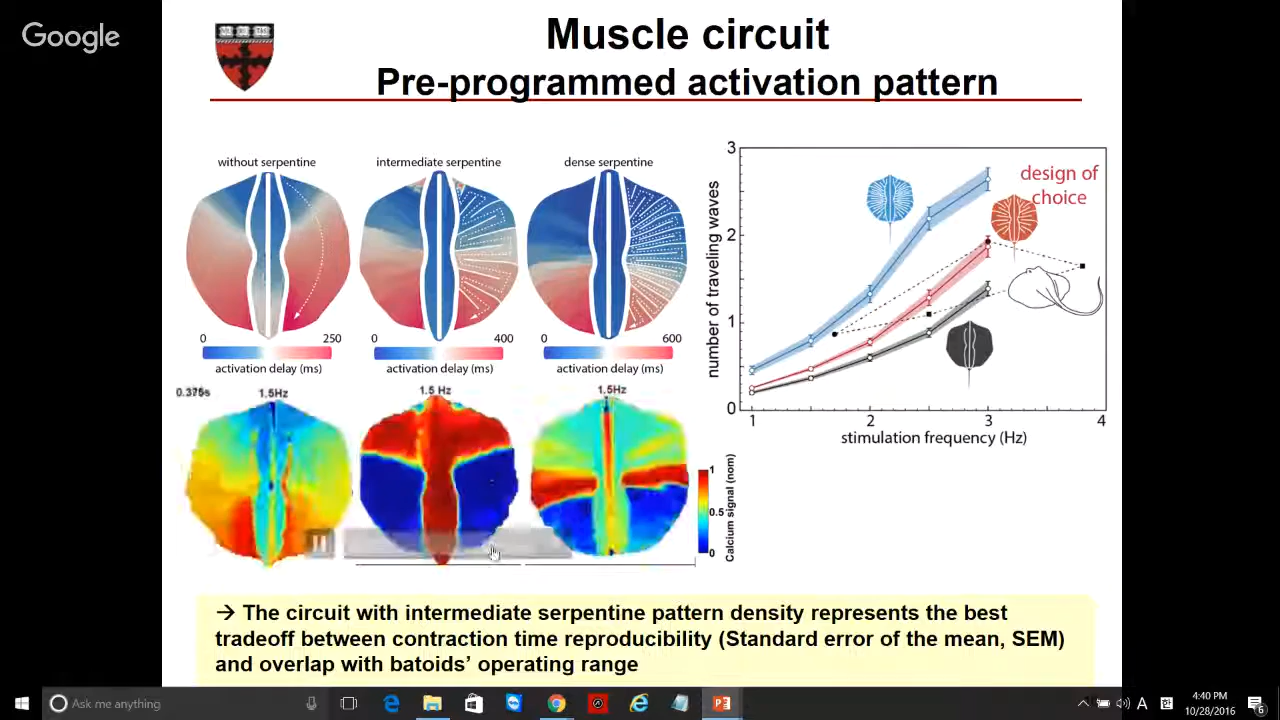 Google
Muscle circuit
Pre-programmed activation pattern
without serpentine
intermediate serpentine
dense serpentine
0
250
0
400
0
600
activation delay (ms)
activation delay (ms)
activation delay (ms)
0.375s
1.5Hz
1.5 Hz
1.5Hz
1
0.5
0
Calcium signal (nom)
3
2
1
0
number of traveling waves
design of
choice
1
2
3
4
stimulation frequency (Hz)
→ The circuit with intermediate serpentine pattern density represents the best
tradeoff between contraction time reproducibility (Standard error of the mean, SEM)
and overlap with batoids’ operating range
Ask me anything
A
4:40 PM
10/28/2016
6